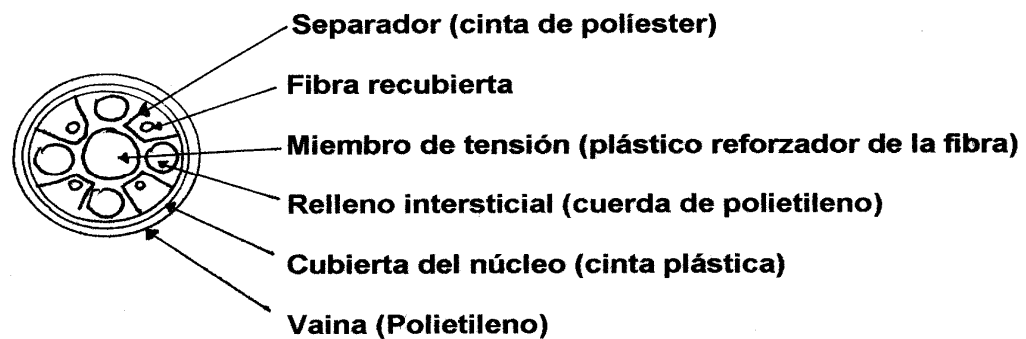 Separador (cinta de políester)
Fibra recubierta
Miembro de tensión (plástico reforzador de la fibra)
Relleno intersticial (cuerda de polietileno)
Cubierta del núcleo (cinta plástica)
Vaina (Polietileno)